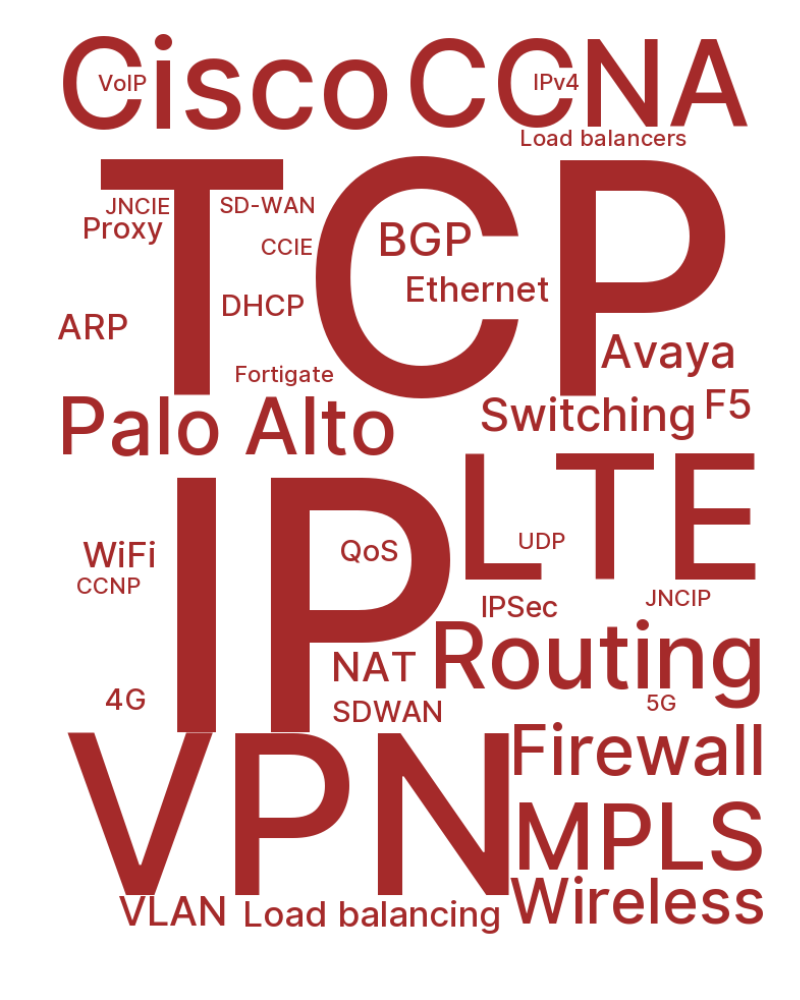 Cisco CCNA
VoIP
IPv4
Load balancers
TCP
JNCIE
SD-WAN
Proxy
BGP
CCIE
Ethernet
DHCP
ARP
Avaya
Fortigate
Palo Alto
Switching
F5
LTE
IP
UDP
QoS
WiFi
CCNP
IPSec
JNCIP
Routing
NAT
4G
SDWAN
5G
VPN
Firewall
MPLS
Wireless
VLAN
Load balancing